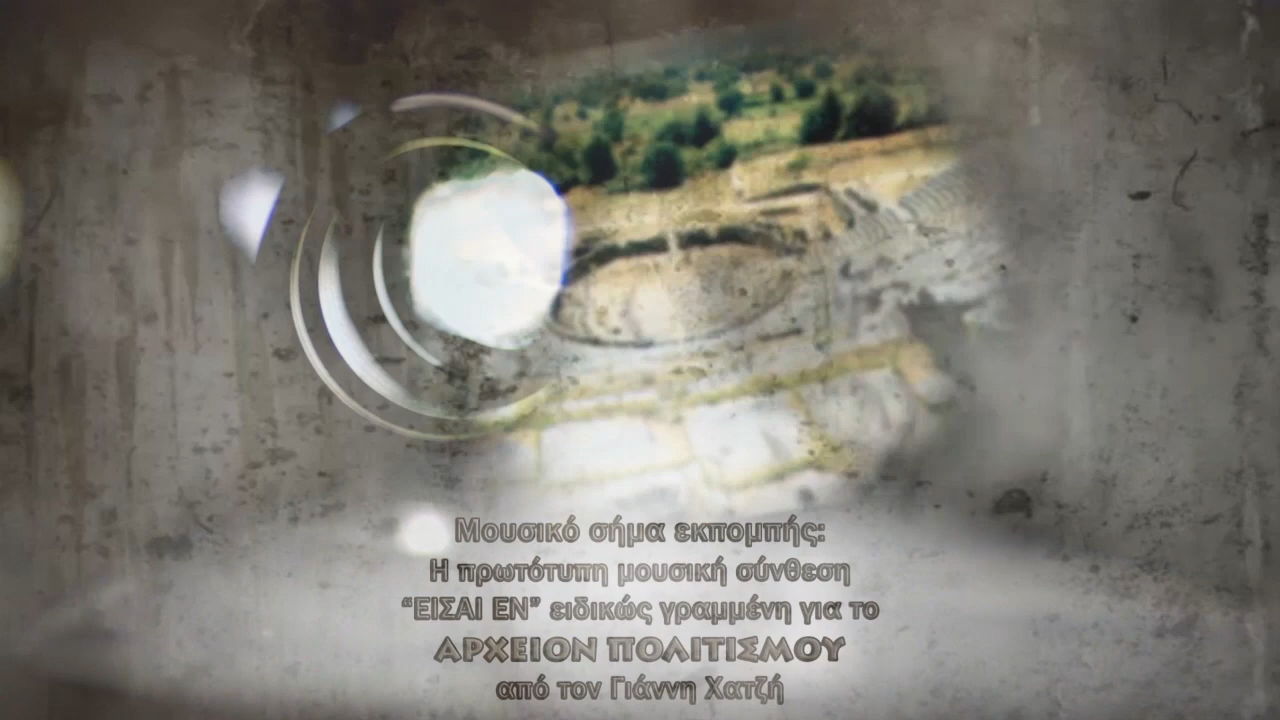 Μουσικό σήμα εκπομπής:
Η πρωτότυπη μουσική σύνθεση
“ΕΙΣΑΙ ΕΝ” ειδικώς γραμμένη για το
ΑΡΧΕΙΟΝ ΠΟΛΙΤΙΣΜΟΥ
από τον Γιάννη Χατζή